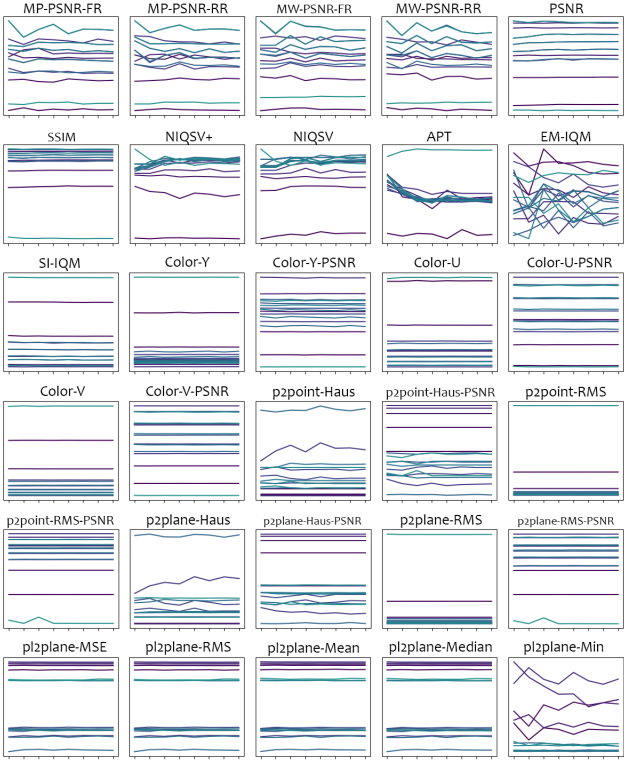 MP-PSNR-FR MP-PSNR-RR MW-PSNR-FR MW-PSNR-RR PSNR
SSIM NIQSV+ NIQSV APT EM-IQM
SI-IQM Color-Y Color-Y-PSNR Color-U Color-U-PSNR
Color-V Color-V-PSNR p2point-Haus p2point-Haus-PSNR p2point-RMS
p2point-RMS-PSNR p2plane-Haus p2plane-Haus-PSNR p2plane-RMS p2plane-RMS-PSNR
pl2plane-MSE pl2plane-RMS pl2plane-Mean pl2plane-Median pl2plane-Min